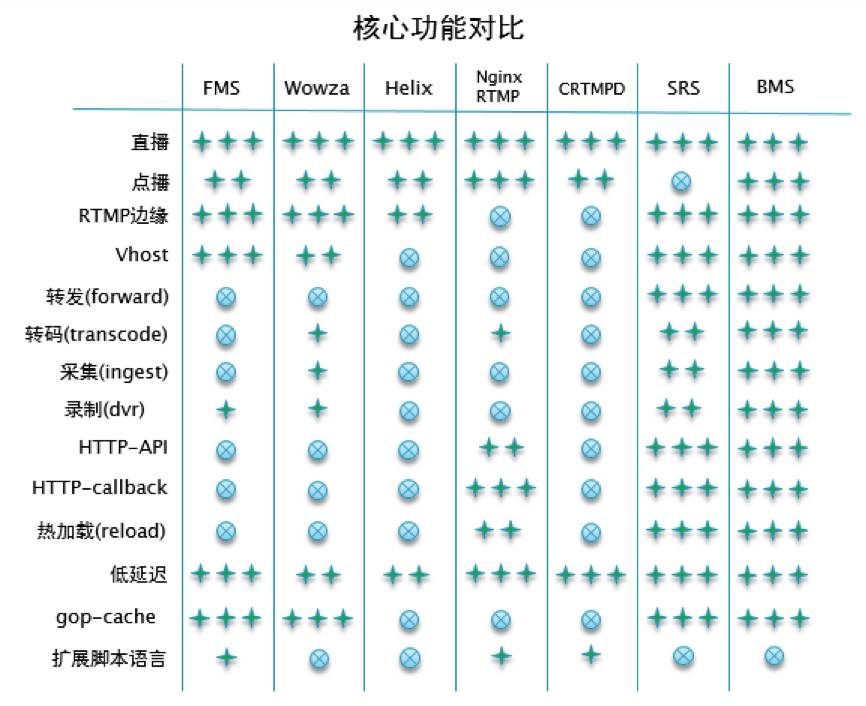 核心功能对比
FMS Wowza Helix Nginx RTMP CRTMPD SRS BMS
直播
点播
RTMP边缘
Vhost
转发(forward)
转码(transcode)
采集(ingest)
录制(dvr)
HTTP-API
HTTP-callback
热加载(reload)
低延迟
gop-cache
扩展脚本语言